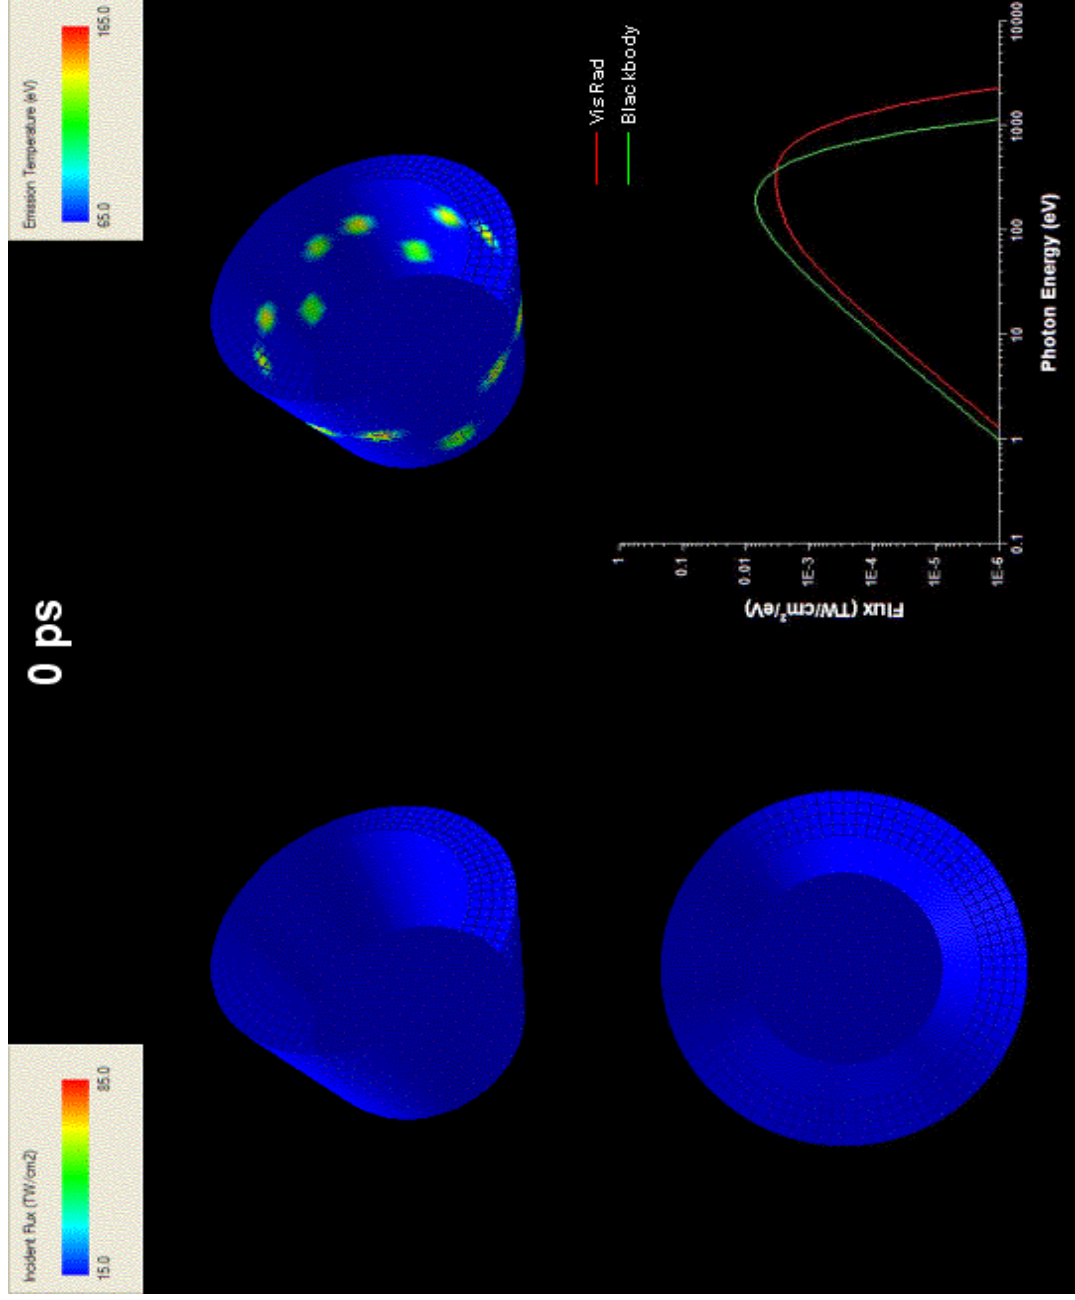 0 ps
Incident Flux (TW/cm2)
15.0
85.0
Emission Temperature (eV)
65.0
165.0
VisRad
Blackbody
Flux (TW/cm²/eV)
1
0.1
0.01
1E-3
1E-4
1E-5
1E-6
0.1
1
10
100
1000
10000
Photon Energy (eV)